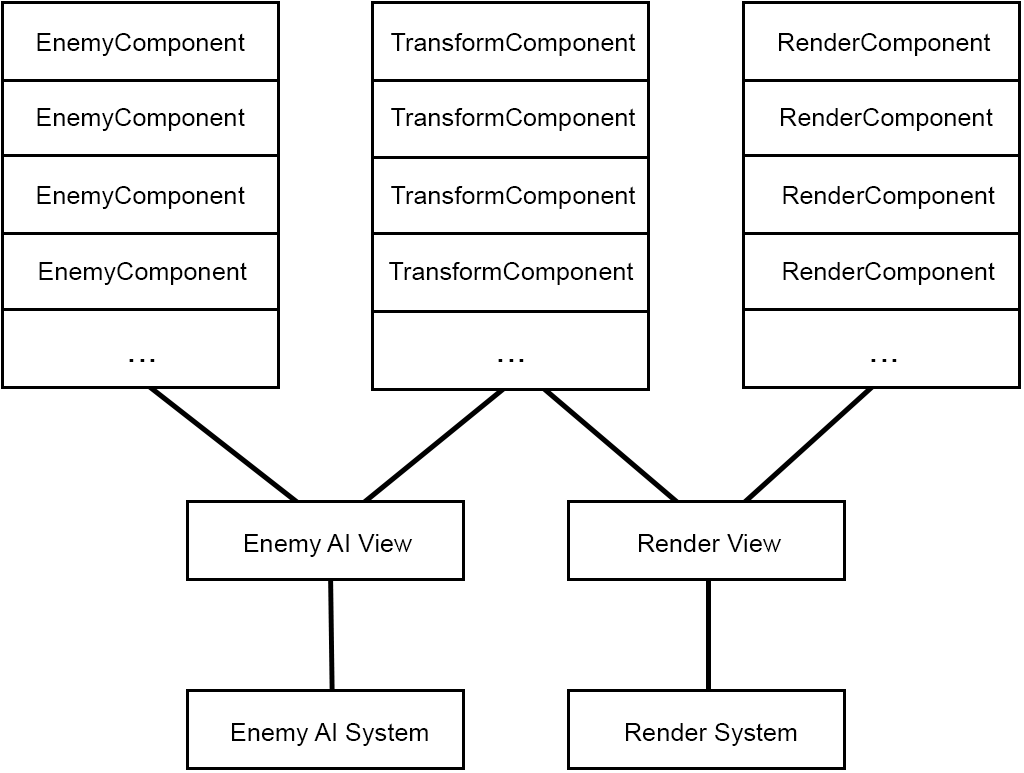 EnemyComponent
TransformComponent
RenderComponent
EnemyComponent
TransformComponent
RenderComponent
EnemyComponent
TransformComponent
RenderComponent
EnemyComponent
TransformComponent
RenderComponent
...
...
...
Enemy AI View
Render View
Enemy AI System
Render System